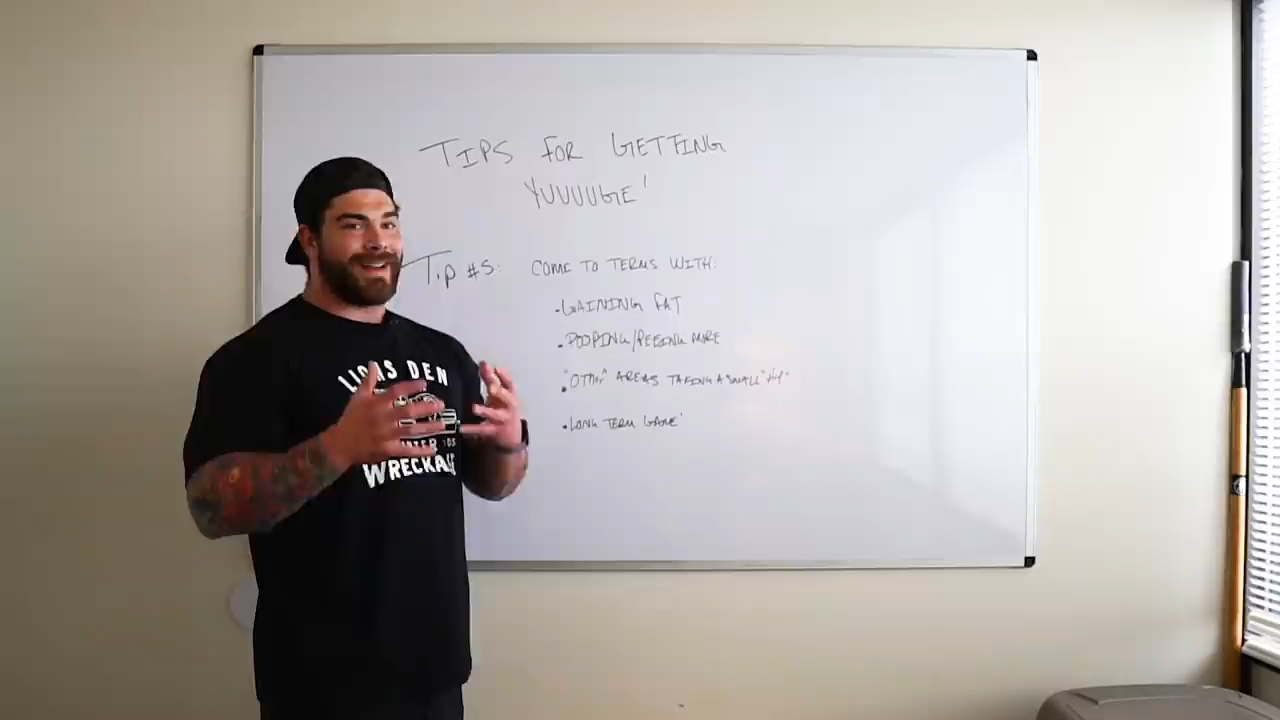 TIPS FOR GETTING
YUUUUGE!
Tip #5: COME TO TERMS WITH:
•GAINING FAT
•POOPING/PEEING MORE
•"OTHER" AREAS TAKING A "SMALL" "HIT"
•LONG TERM GAME!
LIONS DEN
WRECKAGE